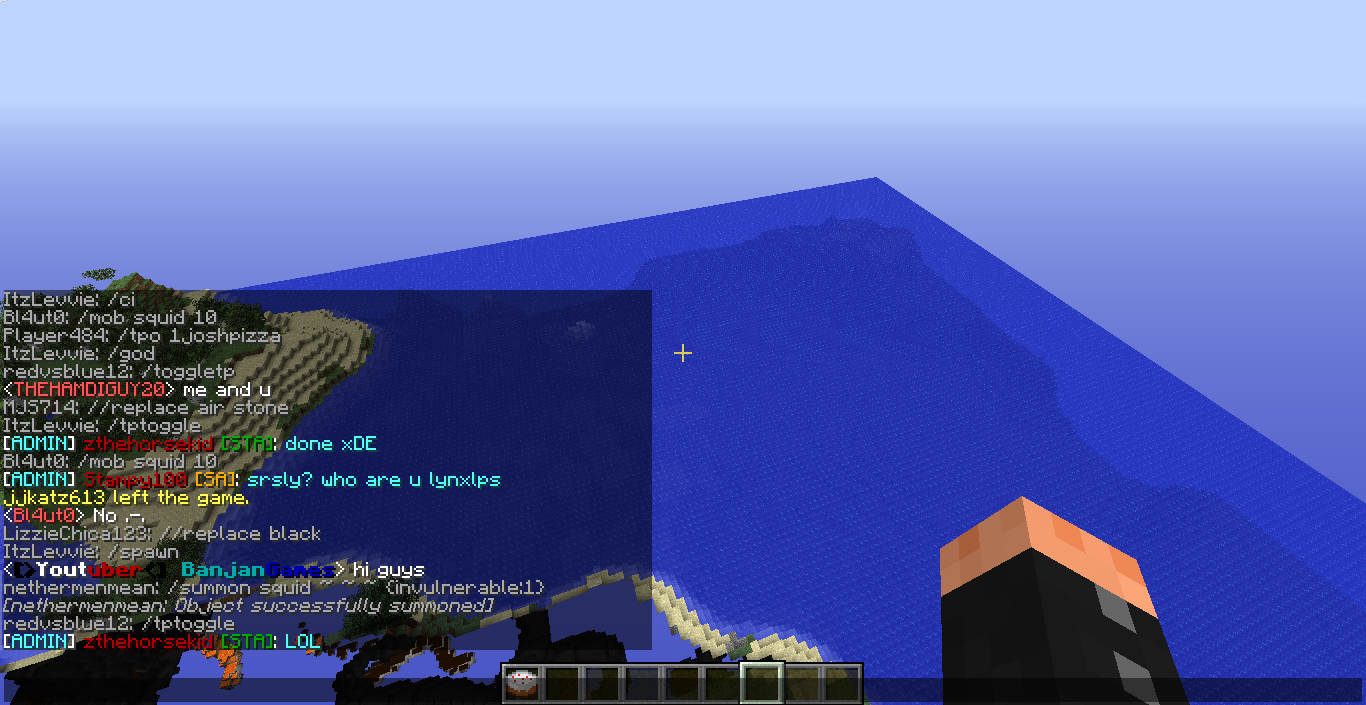 ItzLevvie: /ci
Bl4ut0: /mob squid 10
Player484: /tpo 1joshpizza
ItzLevvie: /god
redvsblue12: /toggletp
<THEHAMDIGUY20> me and u
MJ5714: //replace air stone
ItzLevvie: /tptoggle
[ADMIN] zthehorsekid [STA]: done xDE
Bl4ut0: /mob squid 10
[ADMIN] Stampy100 [SA]: srsly? who are u lynxlps
jjkatz613 left the game.
<Bl4ut0> No .-.
LizzieChica123: //replace black
ItzLevvie: /spawn
<[>Youtuber<] BanjanGames> hi guys
nethermenmean: /summon squid ~ ~ ~ {invulnerable:1}
[nethermenmean: Object successfully summoned]
redvsblue12: /tptoggle
[ADMIN] zthehorsekid [STA]: LOL